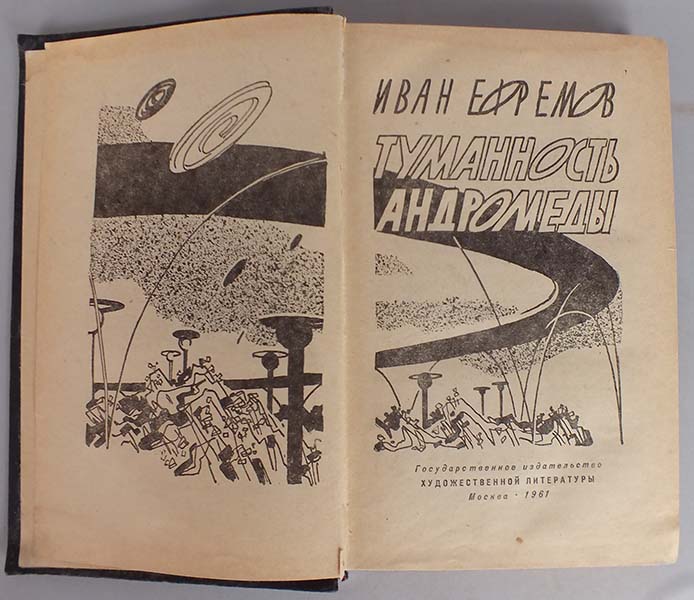 ИВАН ЕФРЕМОВ
ТУМАННОСТЬ
АНДРОМЕДЫ
Государственное издательство
ХУДОЖЕСТВЕННОЙ ЛИТЕРАТУРЫ
Москва · 1961